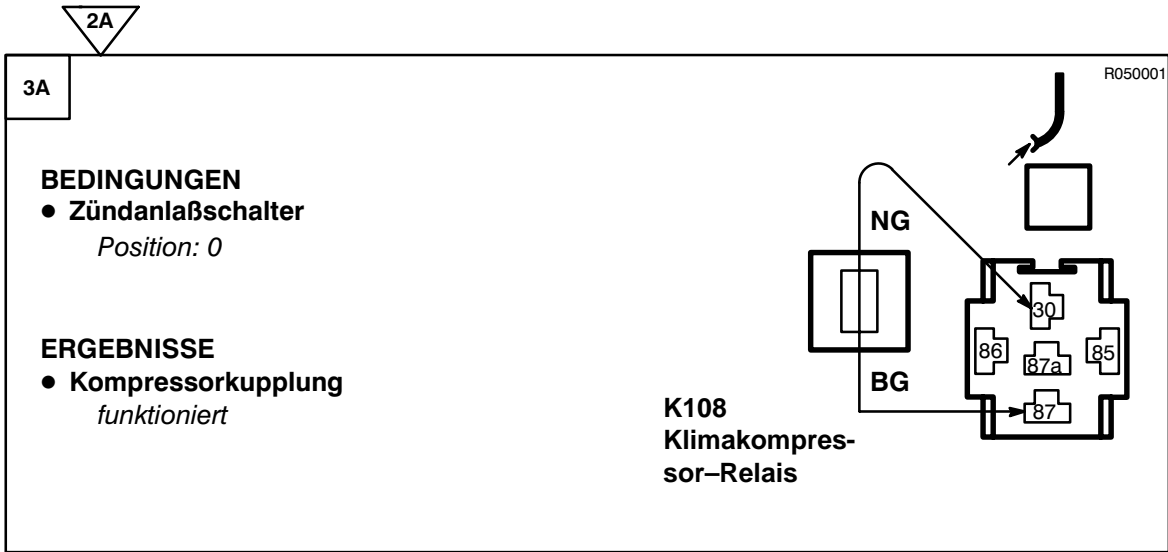 2A
3A
R050001
BEDINGUNGEN
● Zündanlaßschalter
Position: 0
ERGEBNISSE
● Kompressorkupplung
funktioniert
NG
BG
30
86
87a
85
87
K108
Klimakompres-
sor–Relais